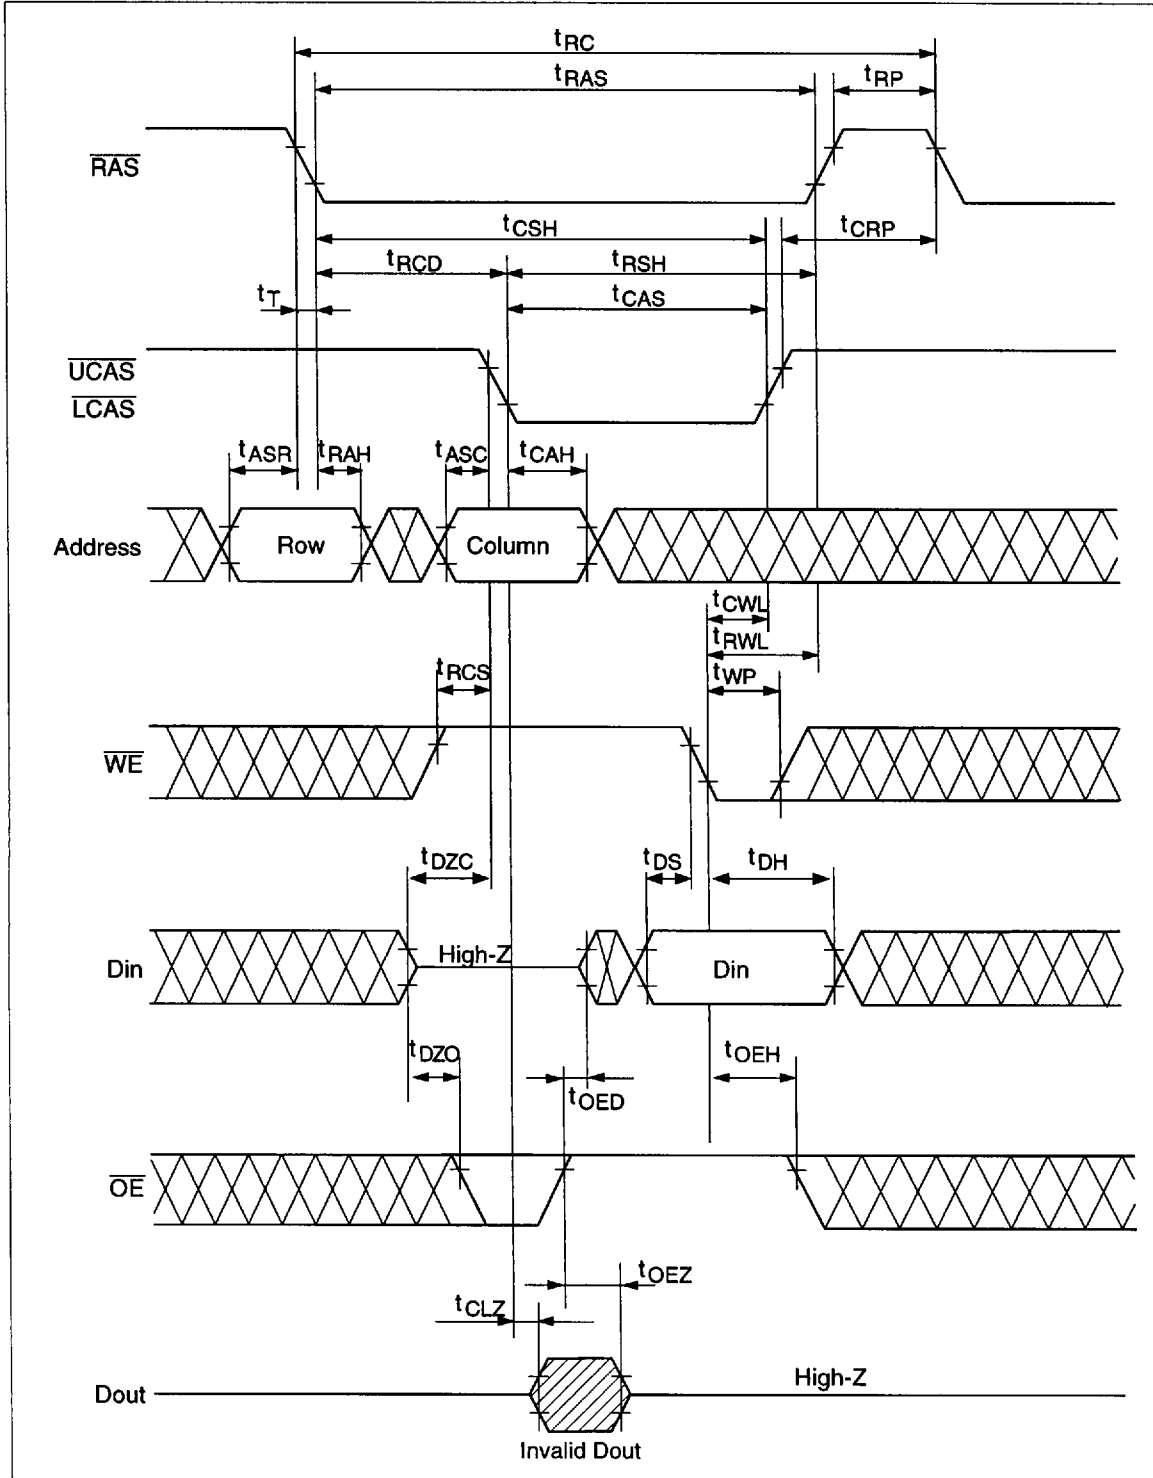 tRC
tRAS
tRP
RAS
tCSH
tCRP
tRCD
tRSH
tT
tCAS
UCAS
LCAS
tASR
tRAH
tASC
tCAH
Address
Row
Column
tCWL
tRWL
tRCS
tWP
WE
tDZC
tDS
tDH
High-Z
Din
Din
tDZO
tOED
tOEH
OE
tOEZ
tCLZ
Dout
High-Z
Invalid Dout